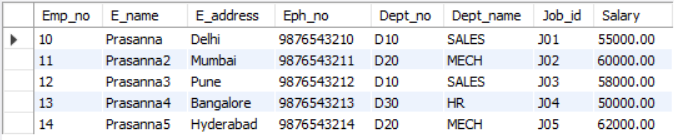 Emp_no E_name E_address Eph_no Dept_no Dept_name Job_id Salary
10 Prasanna Delhi 9876543210 D10 SALES J01 55000.00
11 Prasanna2 Mumbai 9876543211 D20 MECH J02 60000.00
12 Prasanna3 Pune 9876543212 D10 SALES J03 58000.00
13 Prasanna4 Bangalore 9876543213 D30 HR J04 50000.00
14 Prasanna5 Hyderabad 9876543214 D20 MECH J05 62000.00